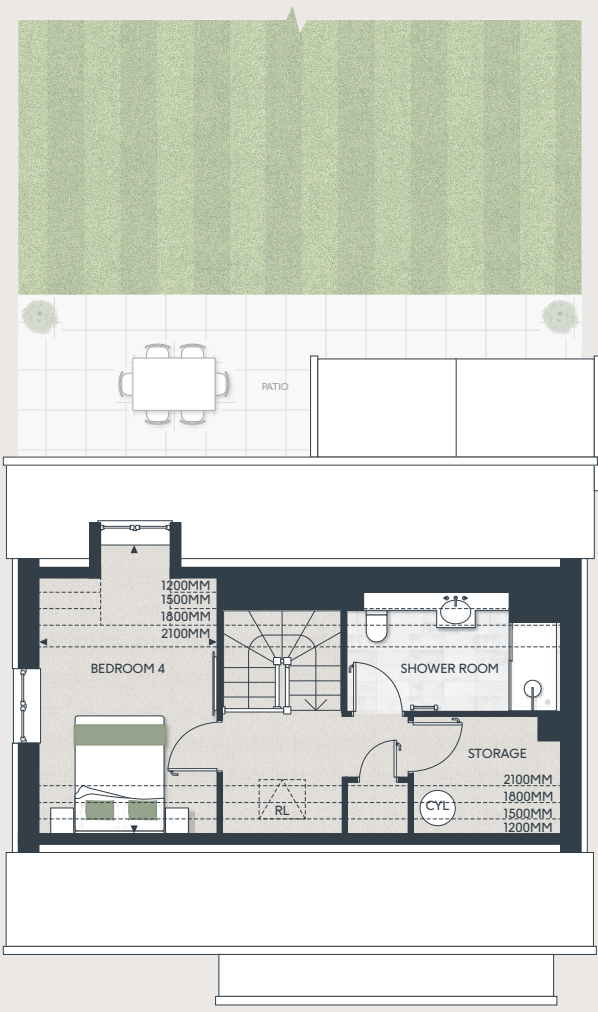 PATIO
1200MM
1500MM
1800MM
2100MM
BEDROOM 4
SHOWER ROOM
STORAGE
2100MM
1800MM
CYL
RL
1500MM
1200MM